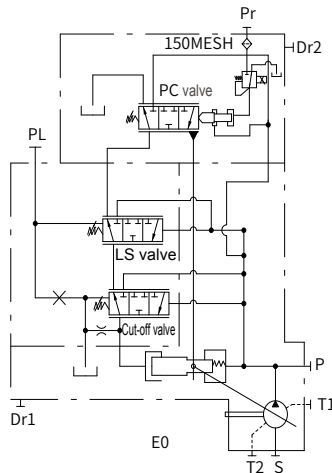 Pr
150MESH
Dr2
PC valve
PL
LS valve
Cut-off valve
P
T1
Dr1
E0
T2 S